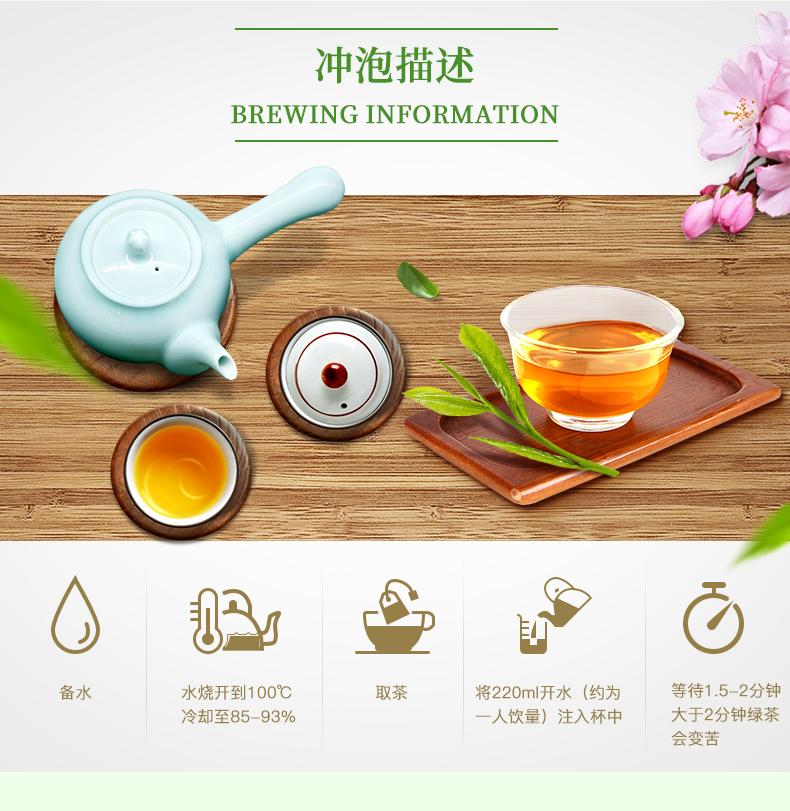 冲泡描述
BREWING INFORMATION
备水
水烧开到100℃
冷却至85-93%
取茶
将220ml开水（约为
一人饮量）注入杯中
等待1.5-2分钟
大于2分钟绿茶
会变苦